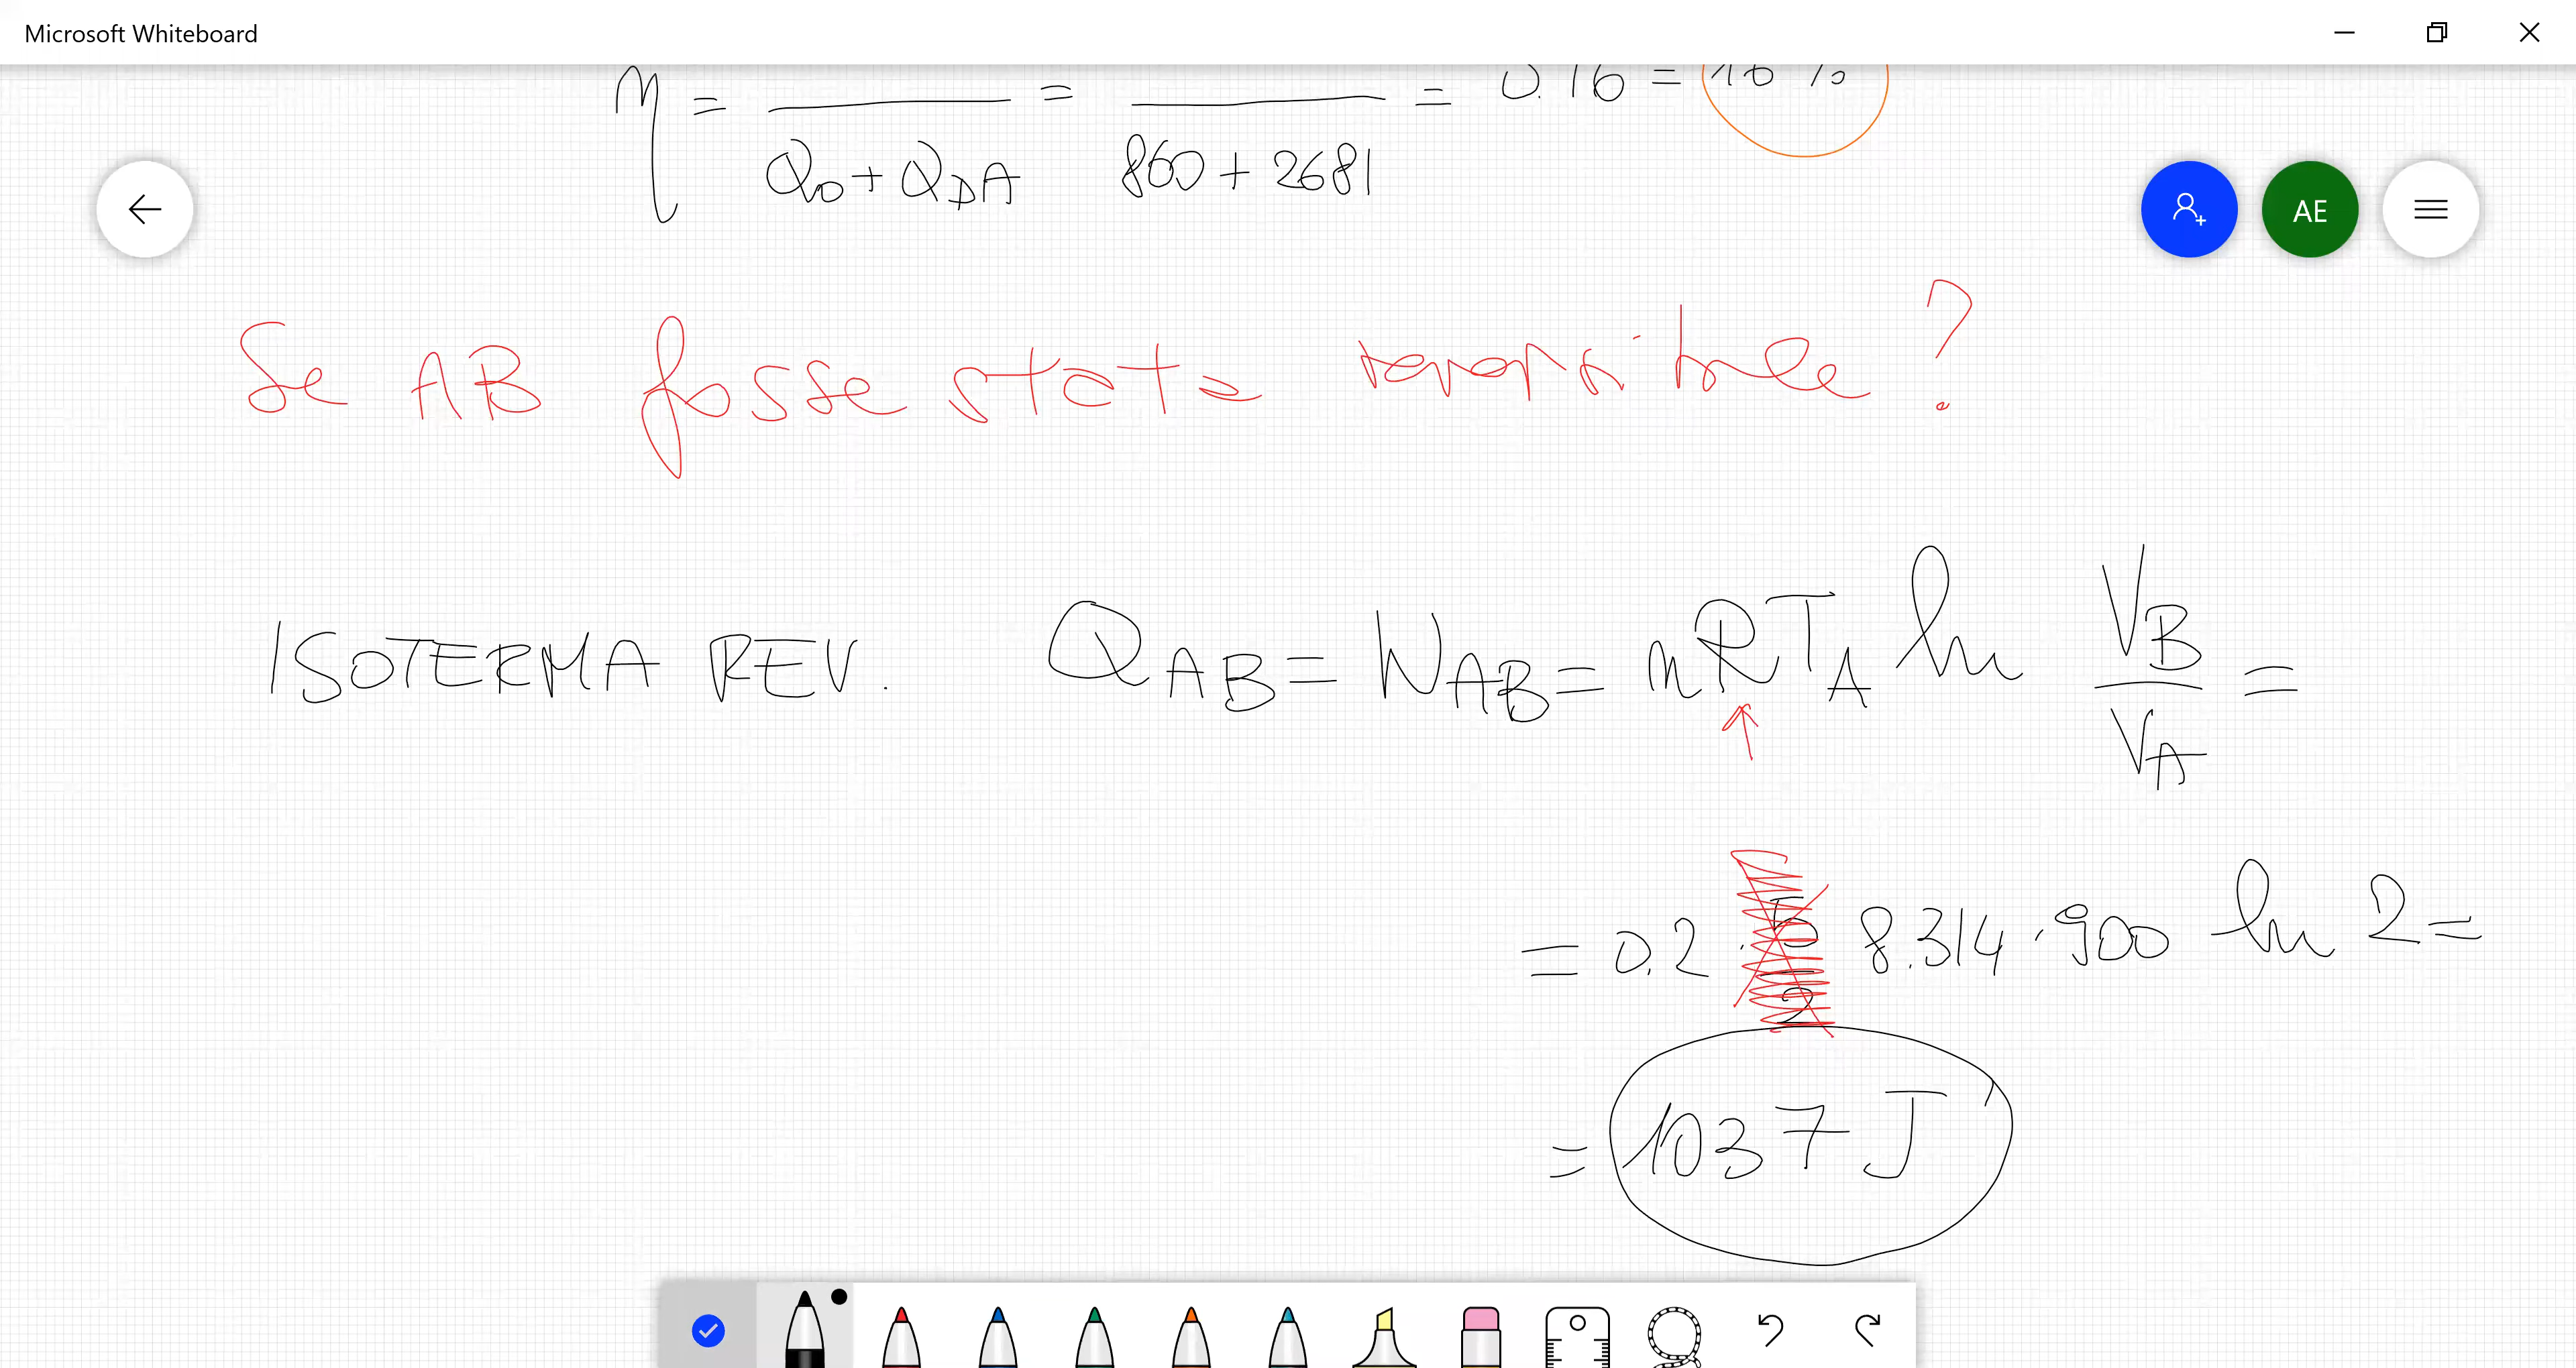 Microsoft Whiteboard
η = ――― = ――― = 0.16 = 16 %
Q₀ + Q_DA 860 + 2681
AE
Se AB fosse stata reversibile ?
ISOTERMA REV. Q_AB = W_AB = nRT_A ln V_B/V_A =
= 0.2 · 8.314 · 900 ln 2 =
= 1037 J